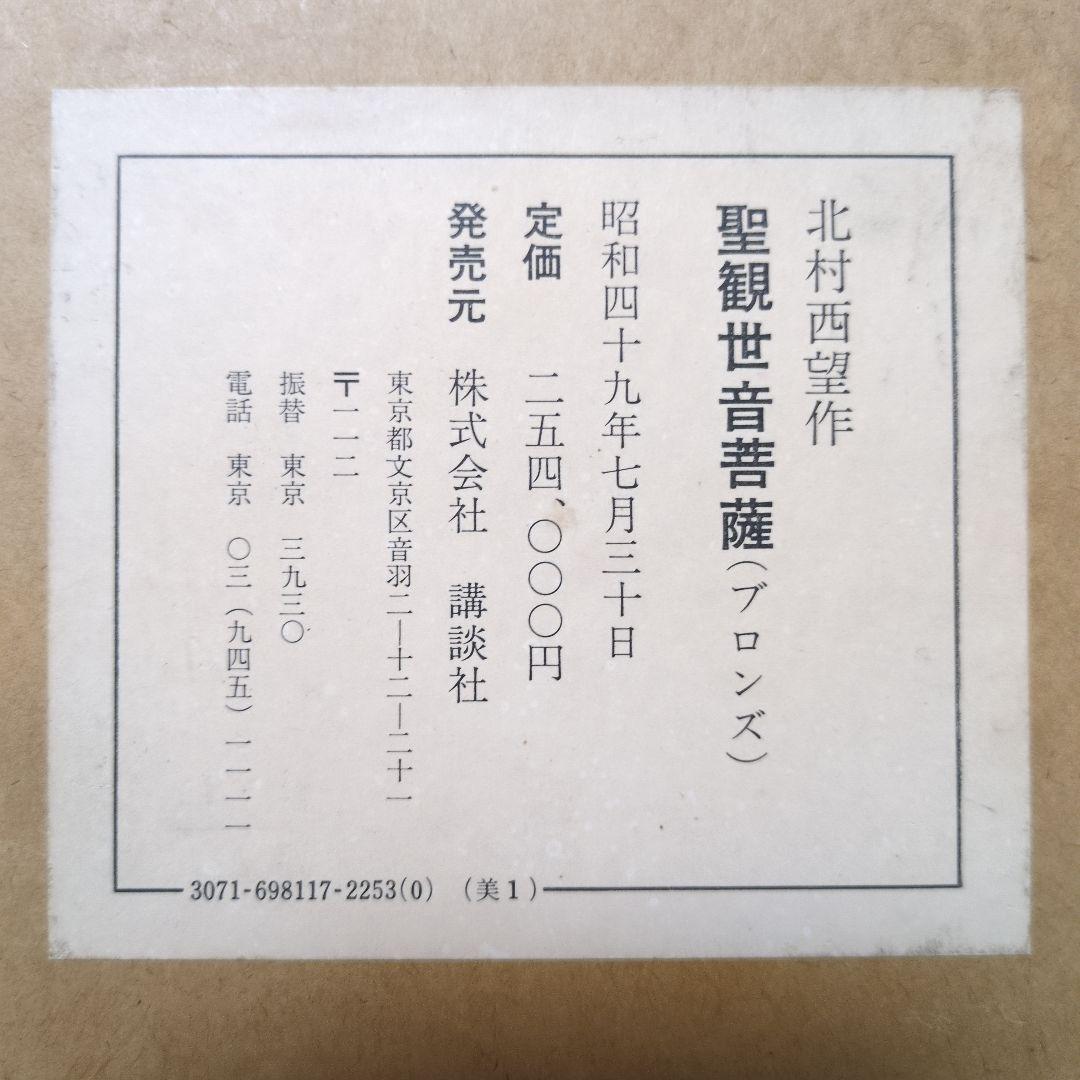 北村西望作
聖観世音菩薩（ブロンズ）
昭和四十九年七月三十日
定価　二五四、〇〇〇円
発売元　株式会社　講談社
東京都文京区音羽二―十二―二十一
〒一一二
振替　東京　三九三〇
電話　東京　〇三（九四五）一一一一
3071-698117-2253(0)　（美1）